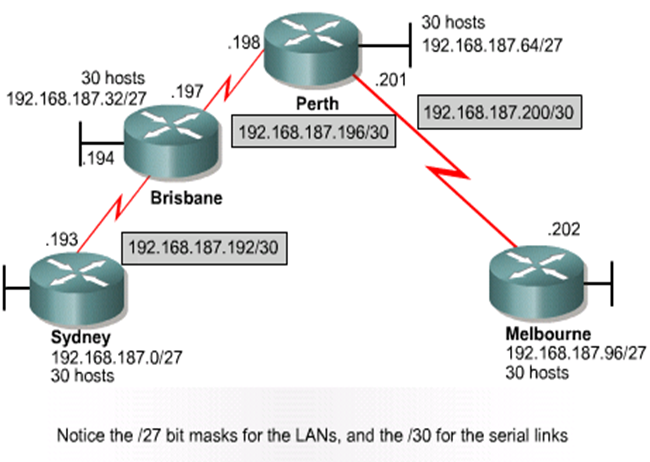 30 hosts
192.168.187.64/27
.198
.201
Perth
30 hosts
192.168.187.32/27
.197
192.168.187.200/30
192.168.187.196/30
.194
Brisbane
.193
192.168.187.192/30
.202
Sydney
192.168.187.0/27
30 hosts
Melbourne
192.168.187.96/27
30 hosts
Notice the /27 bit masks for the LANs, and the /30 for the serial links